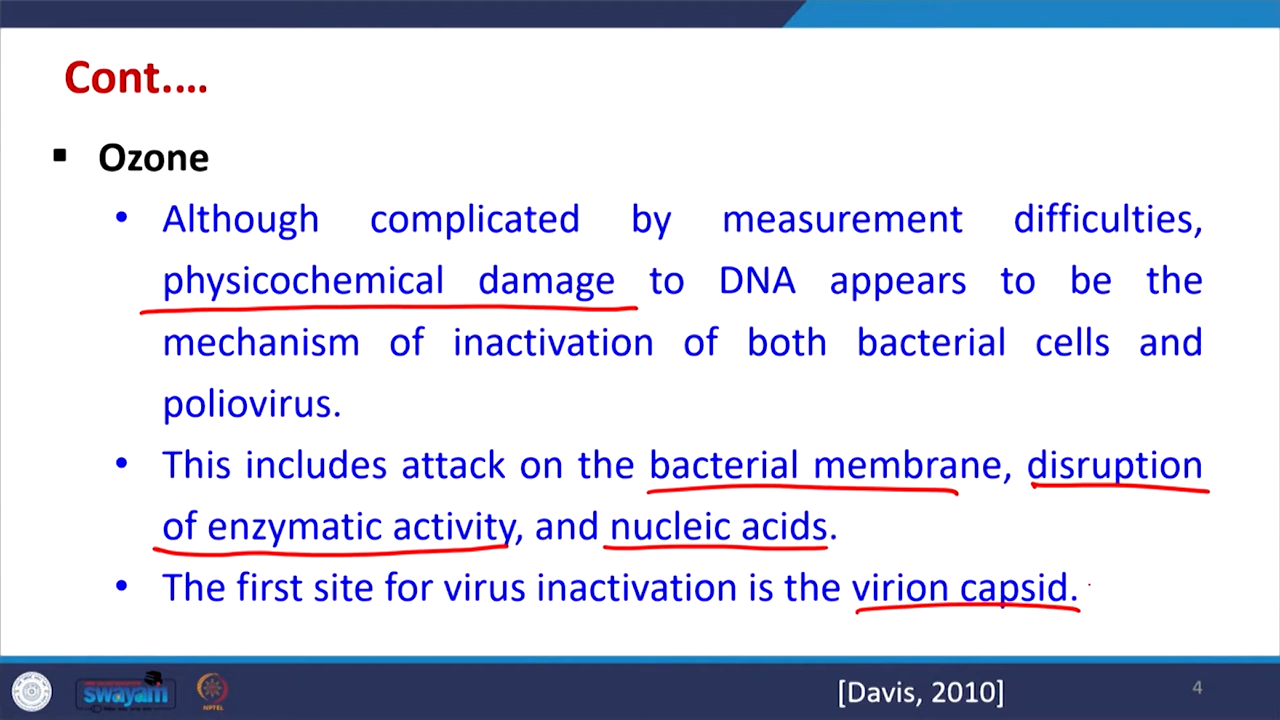 Cont.…
▪ Ozone
• Although complicated by measurement difficulties,
physicochemical damage to DNA appears to be the
mechanism of inactivation of both bacterial cells and
poliovirus.
• This includes attack on the bacterial membrane, disruption
of enzymatic activity, and nucleic acids.
• The first site for virus inactivation is the virion capsid.
swayam
NPTEL
[Davis, 2010]
4